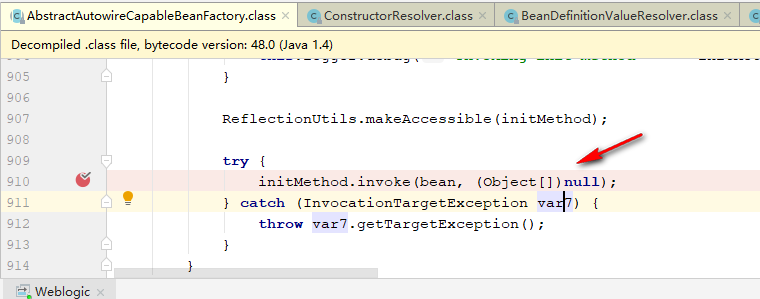 AbstractAutowireCapableBeanFactory.class × ConstructorResolver.class × BeanDefinitionValueResolver.class ×
Decompiled .class file, bytecode version: 48.0 (Java 1.4)
905 }
906
907 ReflectionUtils.makeAccessible(initMethod);
908
909 try {
910 initMethod.invoke(bean, (Object[])null);
911 } catch (InvocationTargetException var7) {
912 throw var7.getTargetException();
913 }
914 }
Weblogic ×